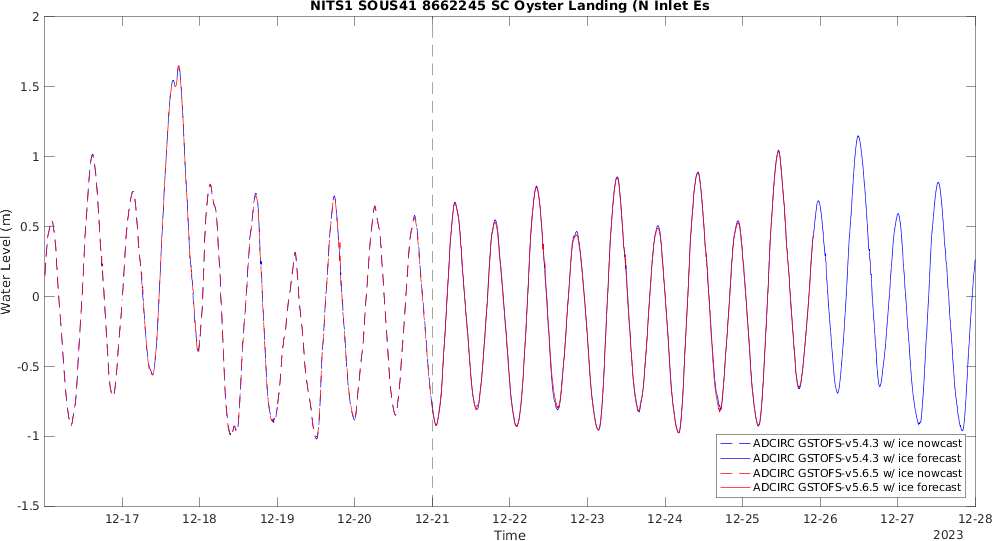 NITS1 SOUS41 8662245 SC Oyster Landing (N Inlet Es
2
1.5
1
0.5
0
-0.5
-1
-1.5
Water Level (m)
12-17 12-18 12-19 12-20 12-21 12-22 12-23 12-24 12-25 12-26 12-27 12-28
Time
2023
ADCIRC GSTOFS-v5.4.3 w/ ice nowcast
ADCIRC GSTOFS-v5.4.3 w/ ice forecast
ADCIRC GSTOFS-v5.6.5 w/ ice nowcast
ADCIRC GSTOFS-v5.6.5 w/ ice forecast